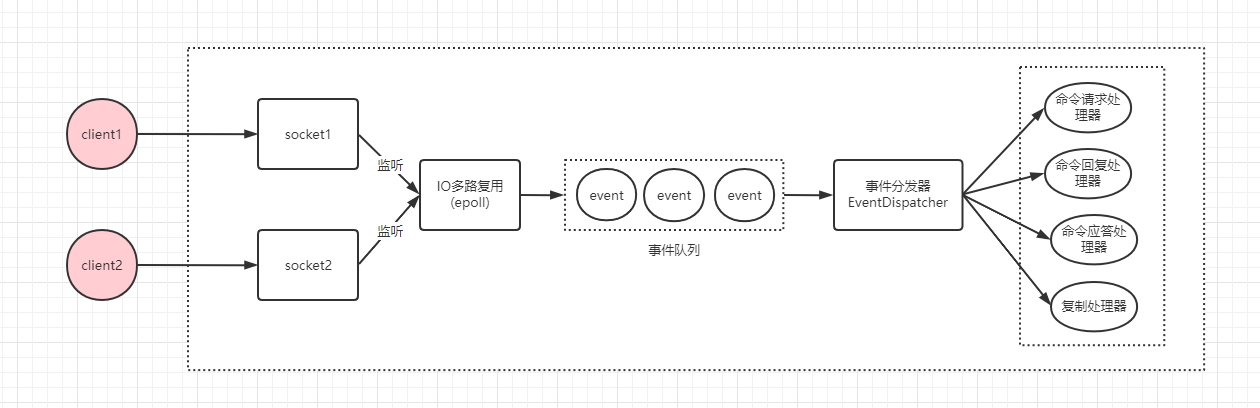 client1
socket1
监听
IO多路复用
(epoll)
监听
client2
socket2
event
event
event
事件队列
事件分发器
EventDispatcher
命令请求处
理器
命令回复处
理器
命令应答处
理器
复制处理器